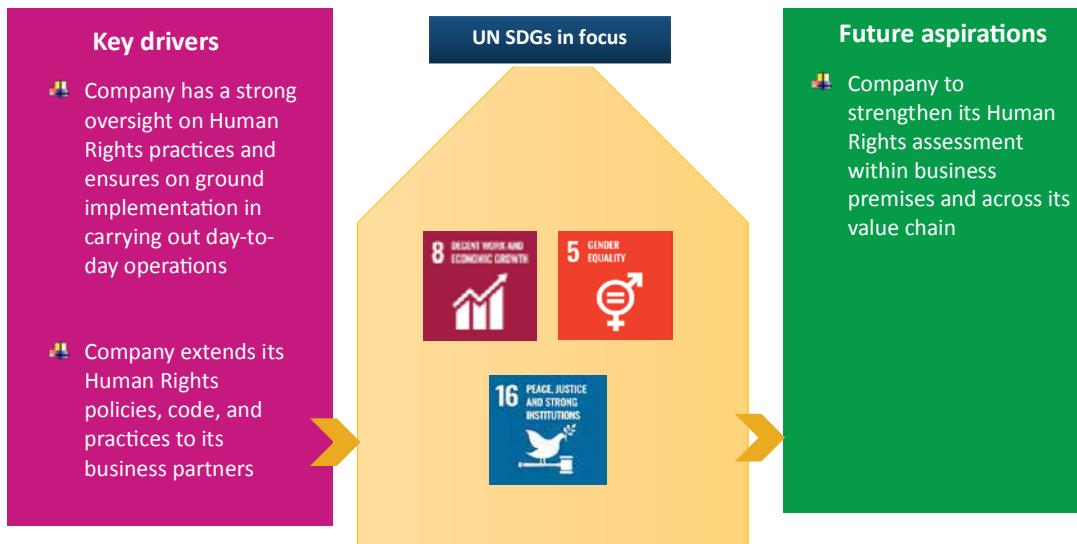 Key drivers
Company has a strong
oversight on Human
Rights practices and
ensures on ground
implementation in
carrying out day-to-
day operations
Company extends its
Human Rights
policies, code, and
practices to its
business partners
UN SDGs in focus
8 DECENT WORK AND
ECONOMIC GROWTH
5 GENDER
EQUALITY
16 PEACE, JUSTICE
AND STRONG
INSTITUTIONS
Future aspirations
Company to
strengthen its Human
Rights assessment
within business
premises and across its
value chain